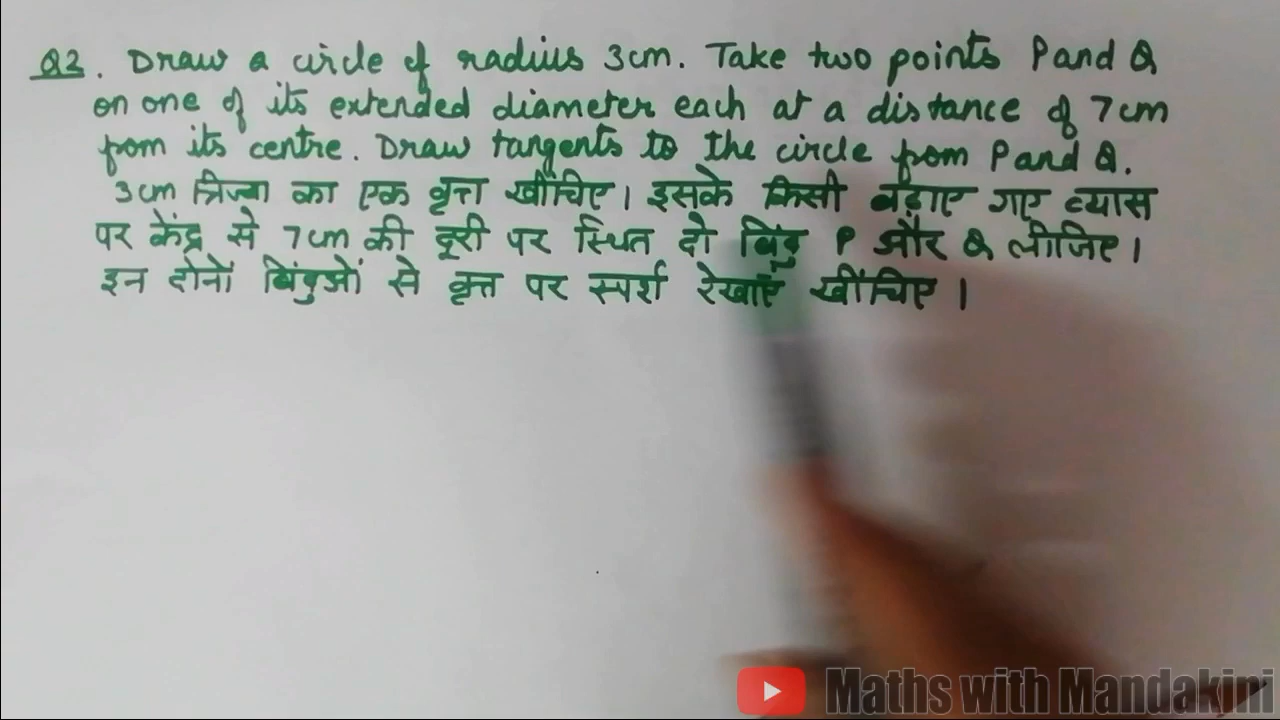 Q2. Draw a circle of radius 3cm. Take two points P and Q
on one of its extended diameter each at a distance of 7cm
from its centre. Draw tangents to the circle from P and Q.
3cm त्रिज्या का एक वृत्त खींचिए। इसके किसी बढ़ाए गए व्यास
पर केंद्र से 7cm की दूरी पर स्थित दो बिंदु P और Q लीजिए।
इन दोनों बिंदुओं से वृत्त पर स्पर्श रेखाएँ खींचिए।
Maths with Mandakini